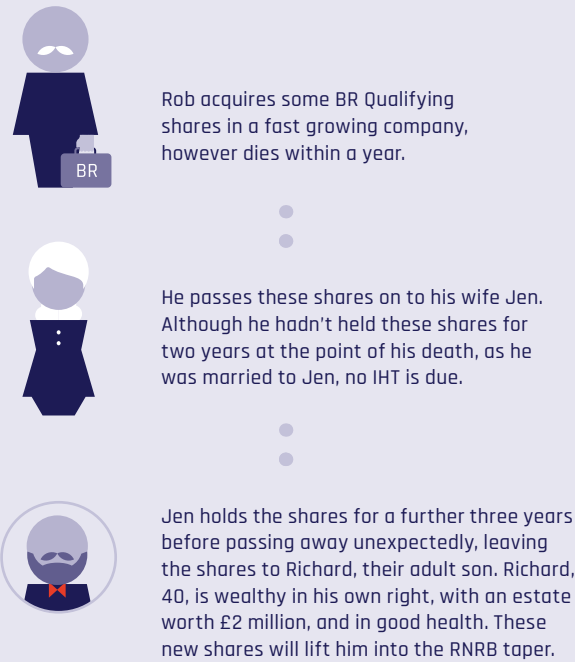 Rob acquires some BR Qualifying
shares in a fast growing company,
however dies within a year.
BR
He passes these shares on to his wife Jen.
Although he hadn't held these shares for
two years at the point of his death, as he
was married to Jen, no IHT is due.
Jen holds the shares for a further three years
before passing away unexpectedly, leaving
the shares to Richard, their adult son. Richard,
40, is wealthy in his own right, with an estate
worth £2 million, and in good health. These
new shares will lift him into the RNRB taper.